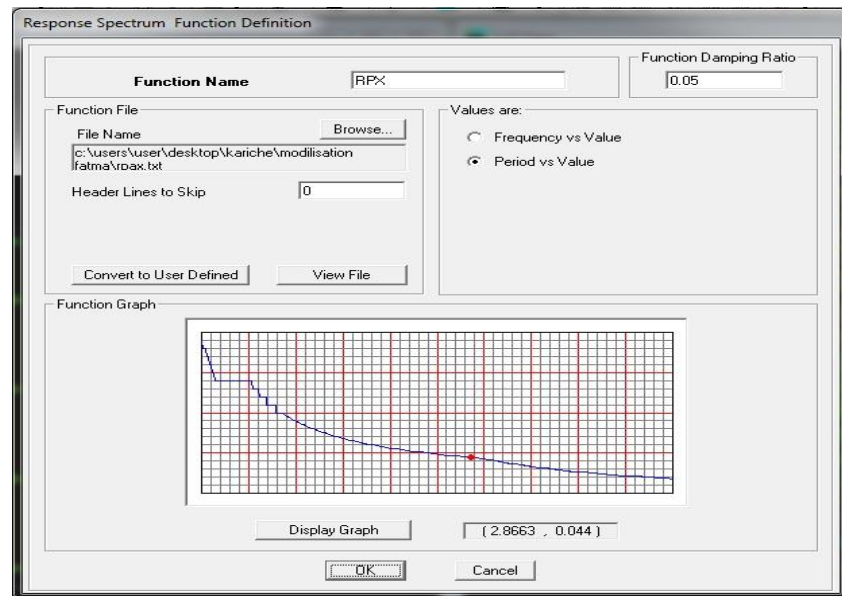 Response Spectrum Function Definition
Function Name
RPX
Function Damping Ratio
0.05
Function File
File Name
Browse...
c:\users\user\desktop\kariche\modilisation
fatma\rpax.txt
Header Lines to Skip
0
Convert to User Defined
View File
Values are:
Frequency vs Value
Period vs Value
Function Graph
Display Graph
( 2.8663 , 0.044 )
OK
Cancel